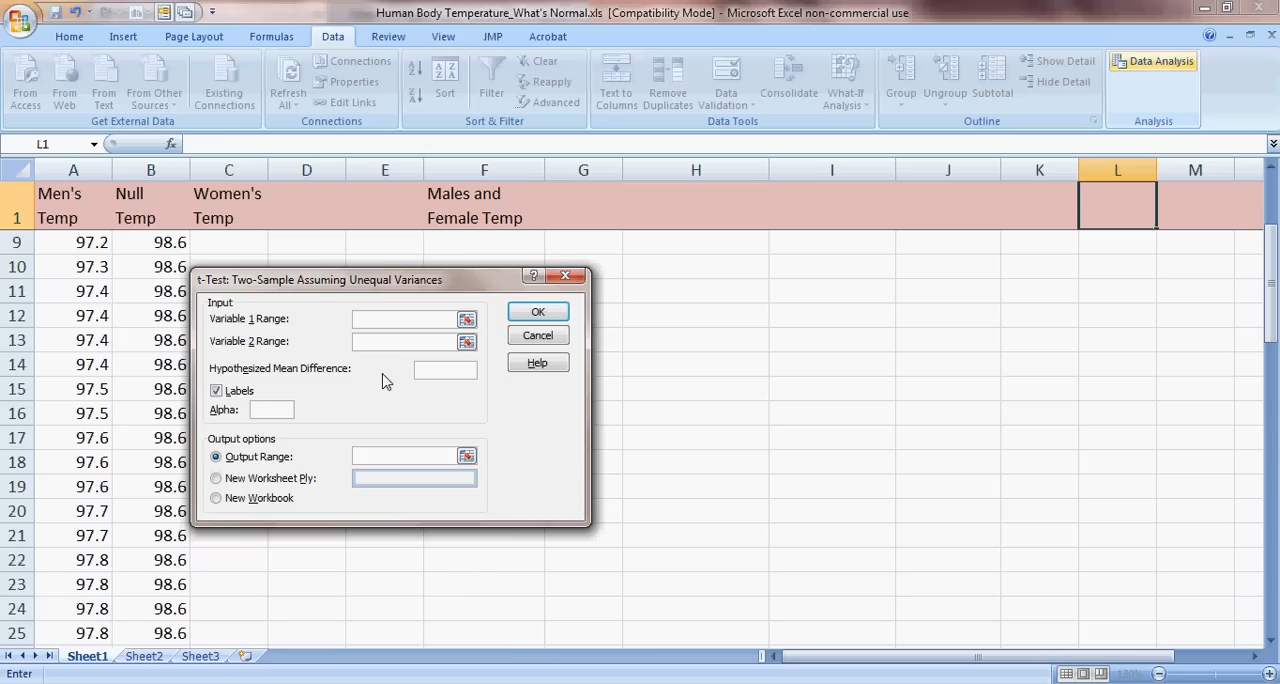 Human Body Temperature_What's Normal.xls [Compatibility Mode] - Microsoft Excel non-commercial use
Home Insert Page Layout Formulas Data Review View JMP Acrobat
From Access
From Web
From Text
From Other Sources
Existing Connections
Get External Data
Refresh All
Connections
Properties
Edit Links
Connections
Sort
Filter
Clear
Reapply
Advanced
Sort & Filter
Text to Columns
Remove Duplicates
Data Validation
Consolidate
What-If Analysis
Data Tools
Group
Ungroup
Subtotal
Show Detail
Hide Detail
Outline
Data Analysis
Analysis
L1 fx
A B C D E F G H I J K L M
1 Men's Temp Null Temp Women's Temp Males and Female Temp
9 97.2 98.6
10 97.3 98.6
11 97.4 98.6
12 97.4 98.6
13 97.4 98.6
14 97.4 98.6
15 97.5 98.6
16 97.5 98.6
17 97.6 98.6
18 97.6 98.6
19 97.6 98.6
20 97.7 98.6
21 97.7 98.6
22 97.8 98.6
23 97.8 98.6
24 97.8 98.6
25 97.8 98.6
t-Test: Two-Sample Assuming Unequal Variances
Input
Variable 1 Range:
Variable 2 Range:
Hypothesized Mean Difference:
Labels
Alpha:
Output options
Output Range:
New Worksheet Ply:
New Workbook
OK
Cancel
Help
Sheet1 Sheet2 Sheet3
Enter 130%